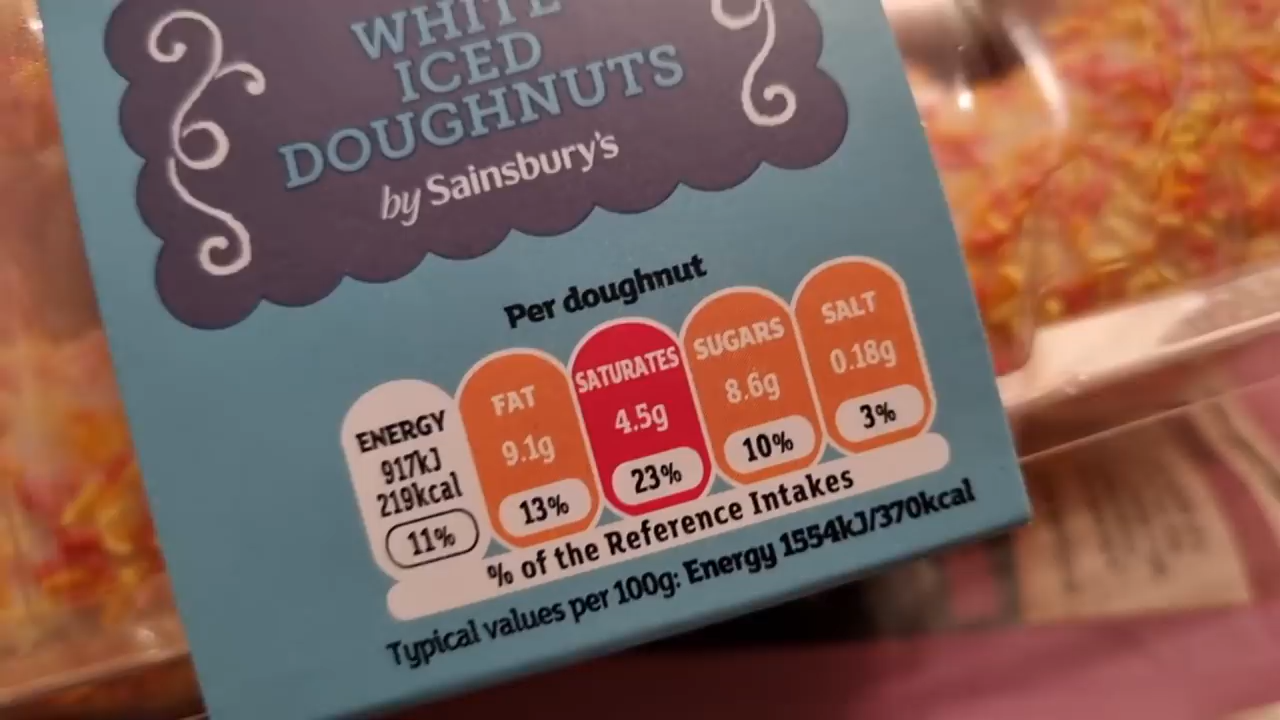 WHITE
ICED
DOUGHNUTS
by Sainsbury's
Per doughnut
ENERGY
917kJ
219kcal
11%
FAT
9.1g
13%
SATURATES
4.5g
23%
SUGARS
8.6g
10%
SALT
0.18g
3%
% of the Reference Intakes
Typical values per 100g: Energy 1554kJ/370kcal